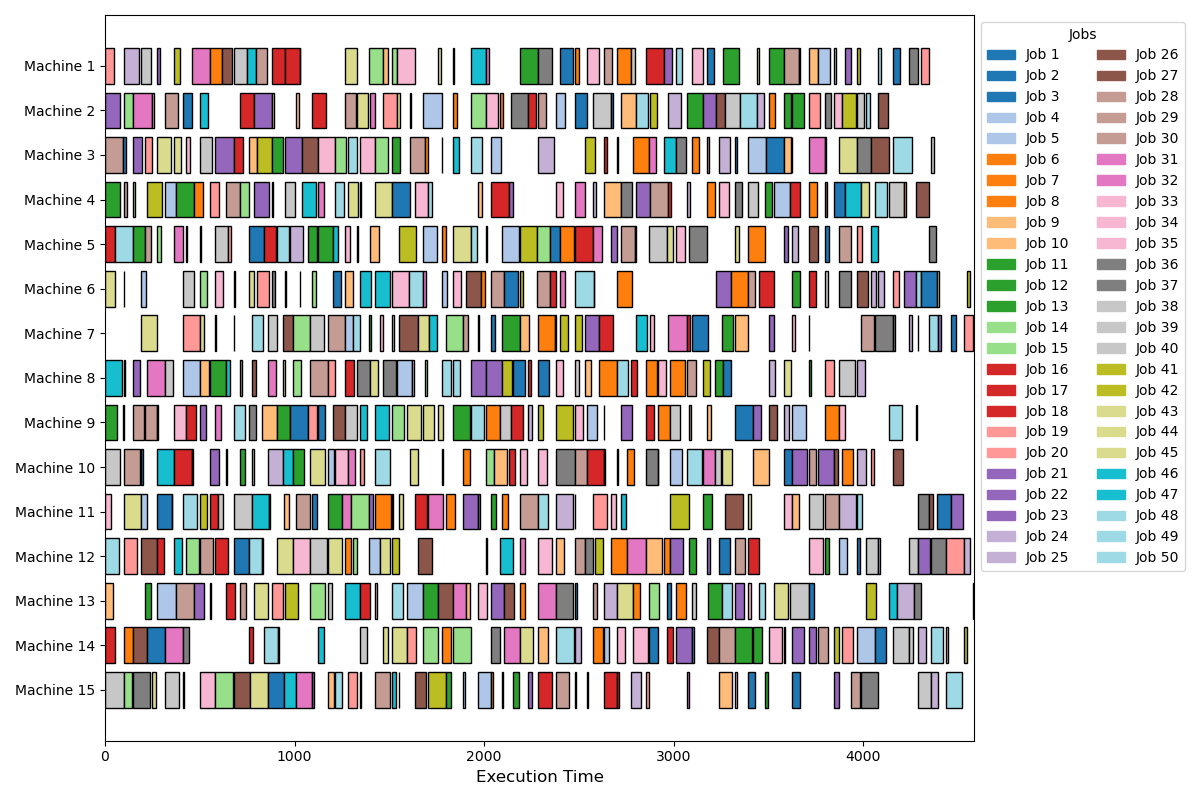 Machine 1
Machine 2
Machine 3
Machine 4
Machine 5
Machine 6
Machine 7
Machine 8
Machine 9
Machine 10
Machine 11
Machine 12
Machine 13
Machine 14
Machine 15
0 1000 2000 3000 4000
Execution Time
Jobs
Job 1 Job 26
Job 2 Job 27
Job 3 Job 28
Job 4 Job 29
Job 5 Job 30
Job 6 Job 31
Job 7 Job 32
Job 8 Job 33
Job 9 Job 34
Job 10 Job 35
Job 11 Job 36
Job 12 Job 37
Job 13 Job 38
Job 14 Job 39
Job 15 Job 40
Job 16 Job 41
Job 17 Job 42
Job 18 Job 43
Job 19 Job 44
Job 20 Job 45
Job 21 Job 46
Job 22 Job 47
Job 23 Job 48
Job 24 Job 49
Job 25 Job 50